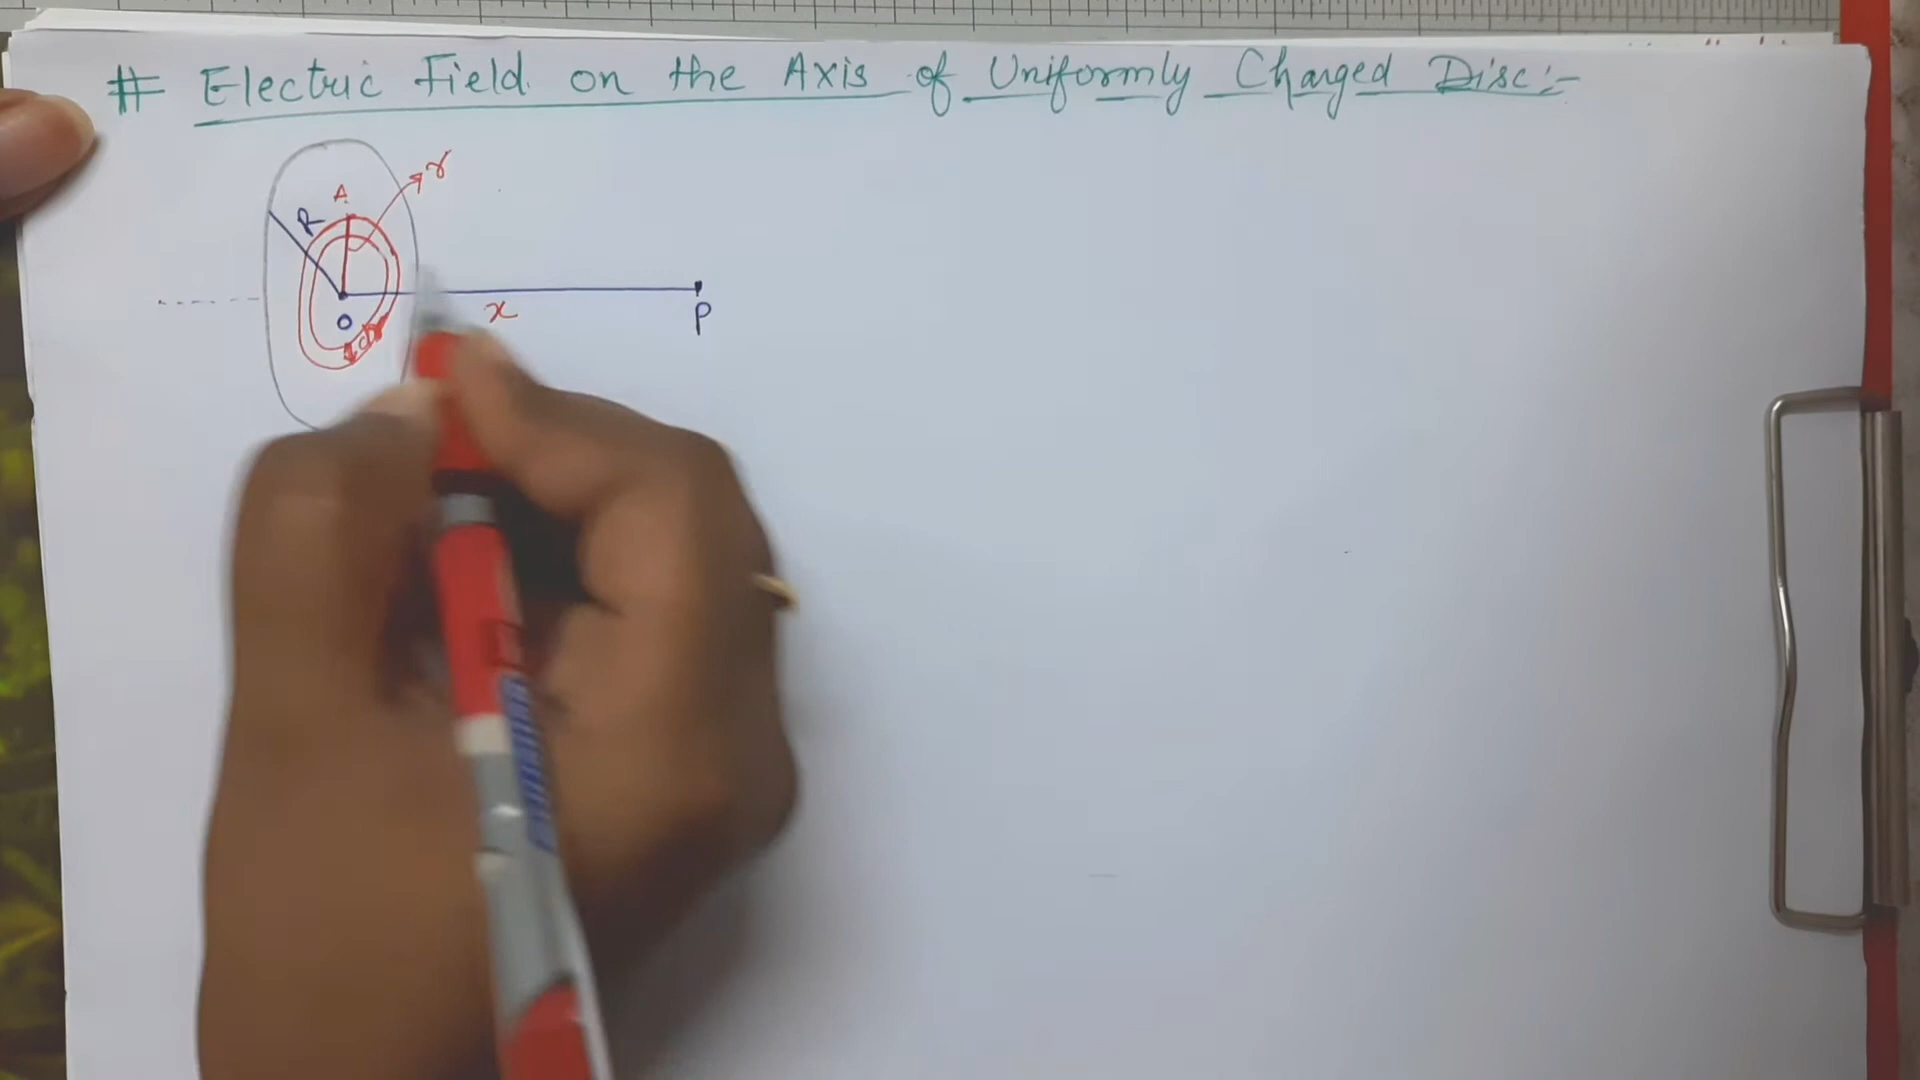 # Electric Field on the Axis of Uniformly Charged Disc:-
r
A
R
x
O
P
dr